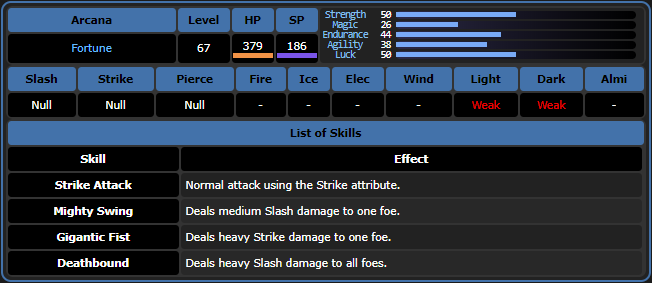 Arcana Level HP SP
Fortune 67 379 186
Strength 50
Magic 26
Endurance 44
Agility 38
Luck 50
Slash Strike Pierce Fire Ice Elec Wind Light Dark Almi
Null Null Null - - - - Weak Weak -
List of Skills
Skill Effect
Strike Attack Normal attack using the Strike attribute.
Mighty Swing Deals medium Slash damage to one foe.
Gigantic Fist Deals heavy Strike damage to one foe.
Deathbound Deals heavy Slash damage to all foes.